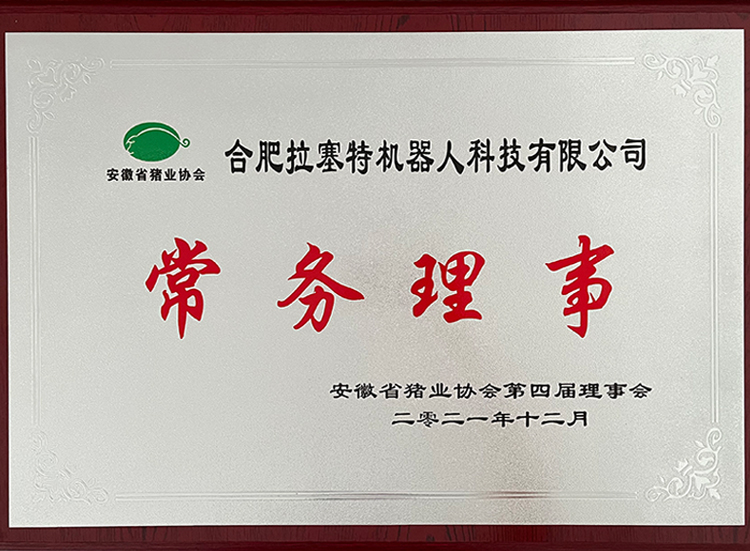 合肥拉塞特机器人科技有限公司
安徽省猪业协会
常务理事
安徽省猪业协会第四届理事会
二零二一年十二月